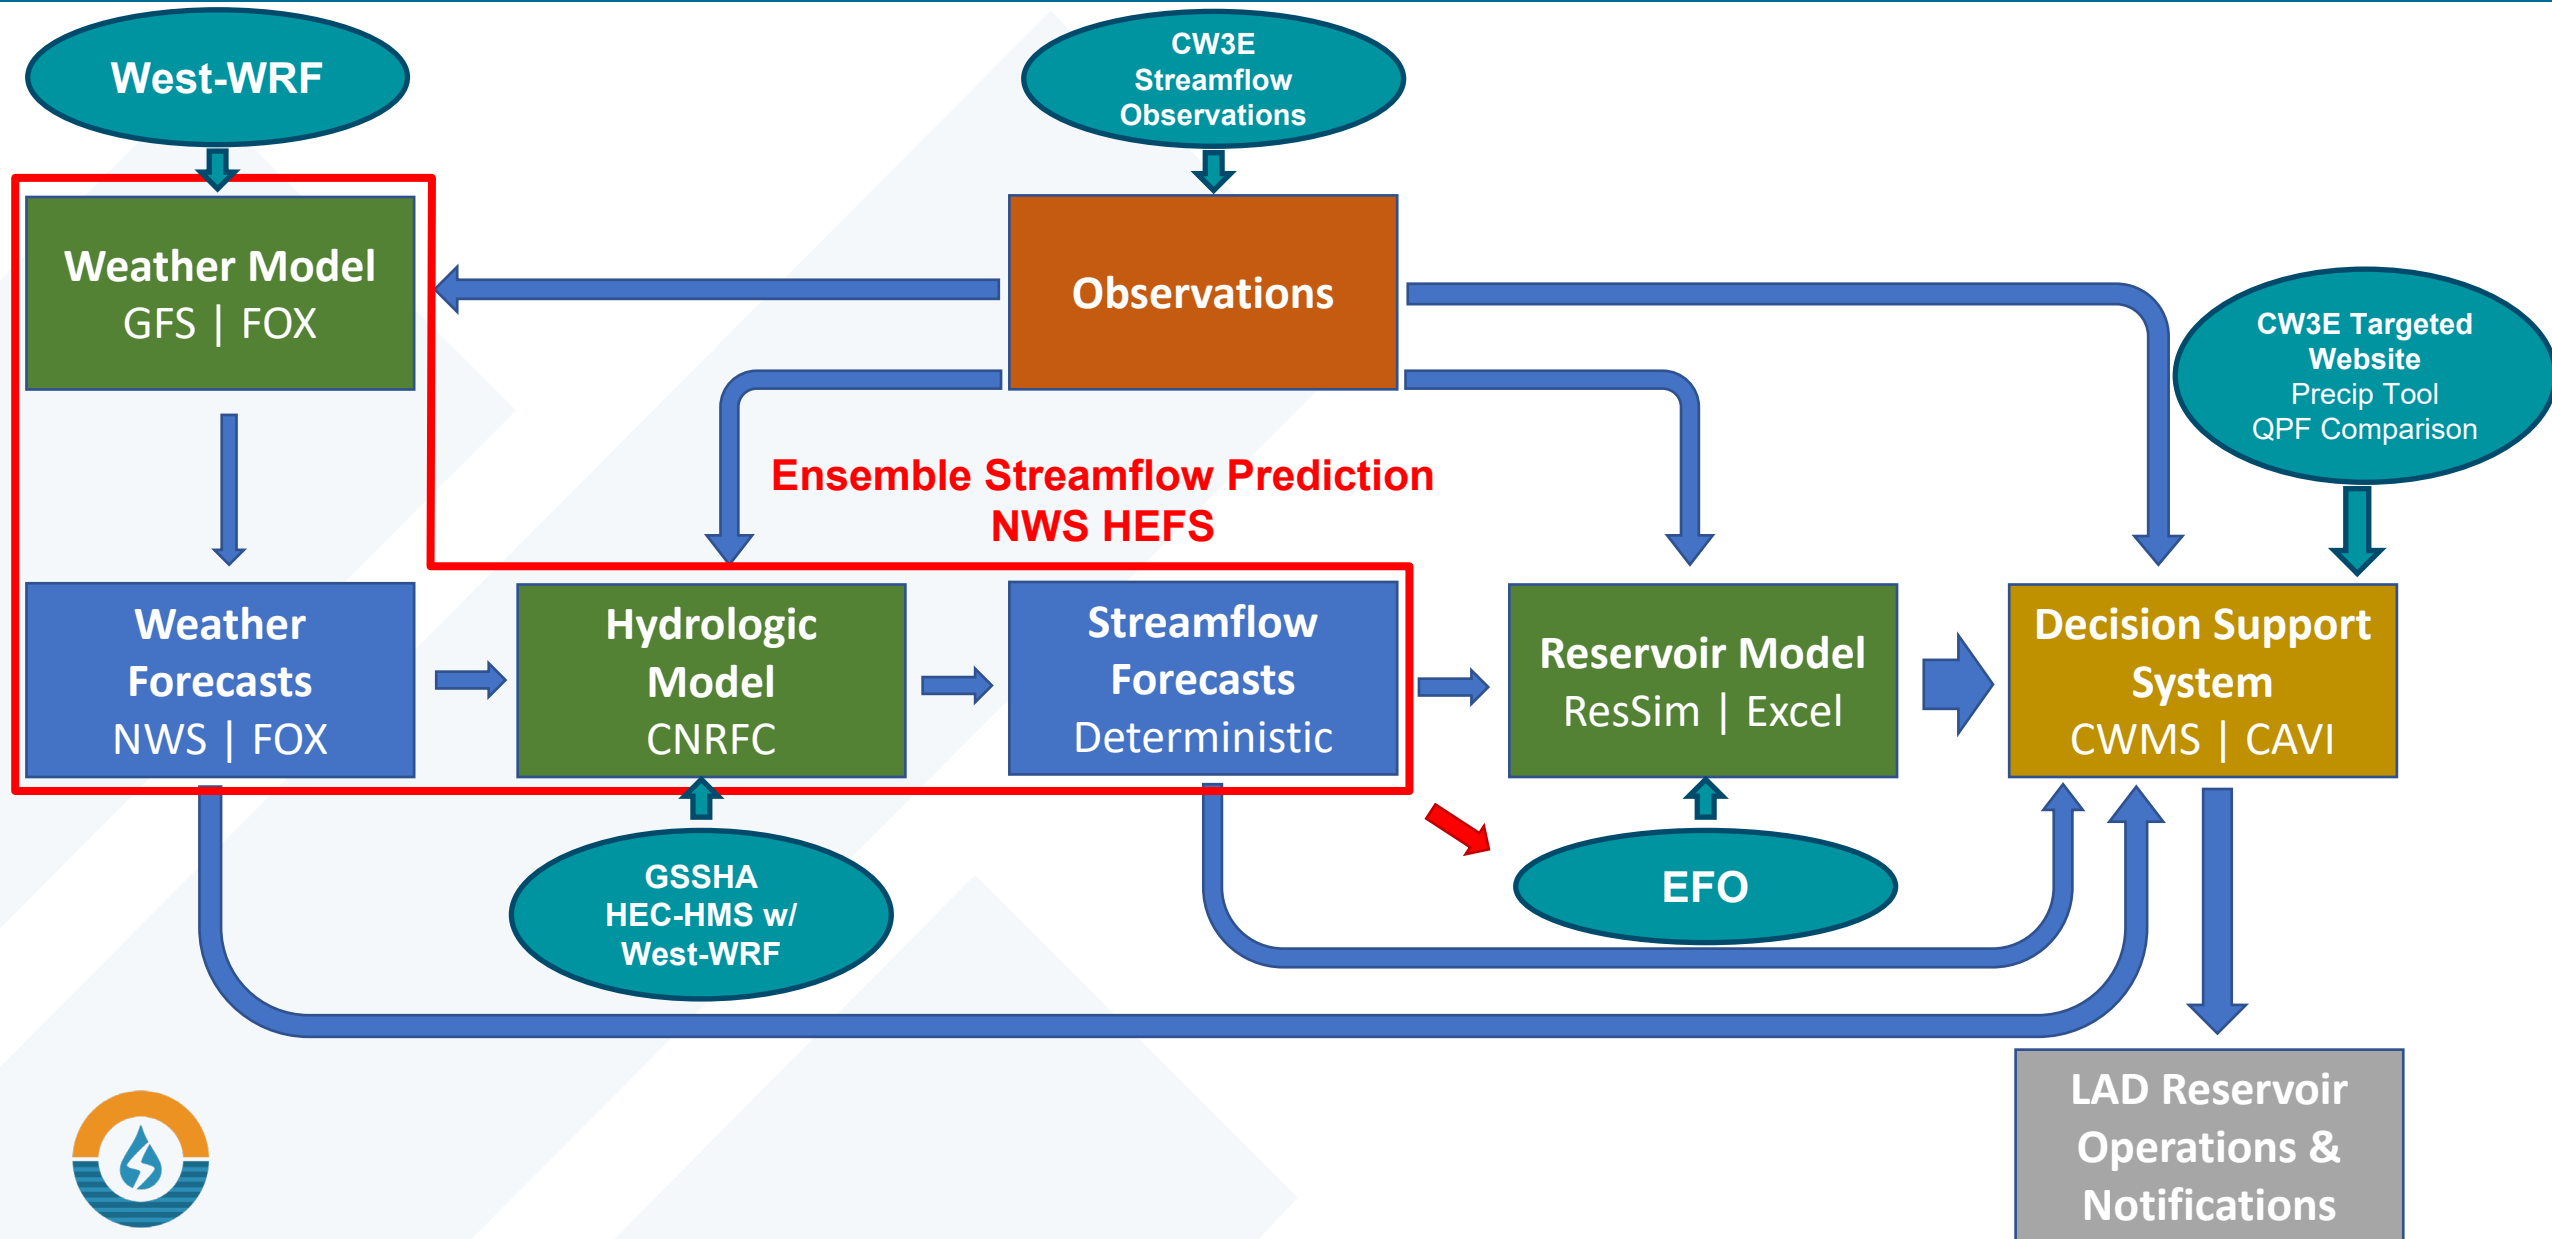 West-WRF
CW3E
Streamflow
Observations
Weather Model
GFS | FOX
Observations
CW3E Targeted
Website
Precip Tool
QPF Comparison
Ensemble Streamflow Prediction
NWS HEFS
Weather
Forecasts
NWS | FOX
Hydrologic
Model
CNRFC
Streamflow
Forecasts
Deterministic
Reservoir Model
ResSim | Excel
Decision Support
System
CWMS | CAVI
GSSHA
HEC-HMS w/
West-WRF
EFO
LAD Reservoir
Operations &
Notifications